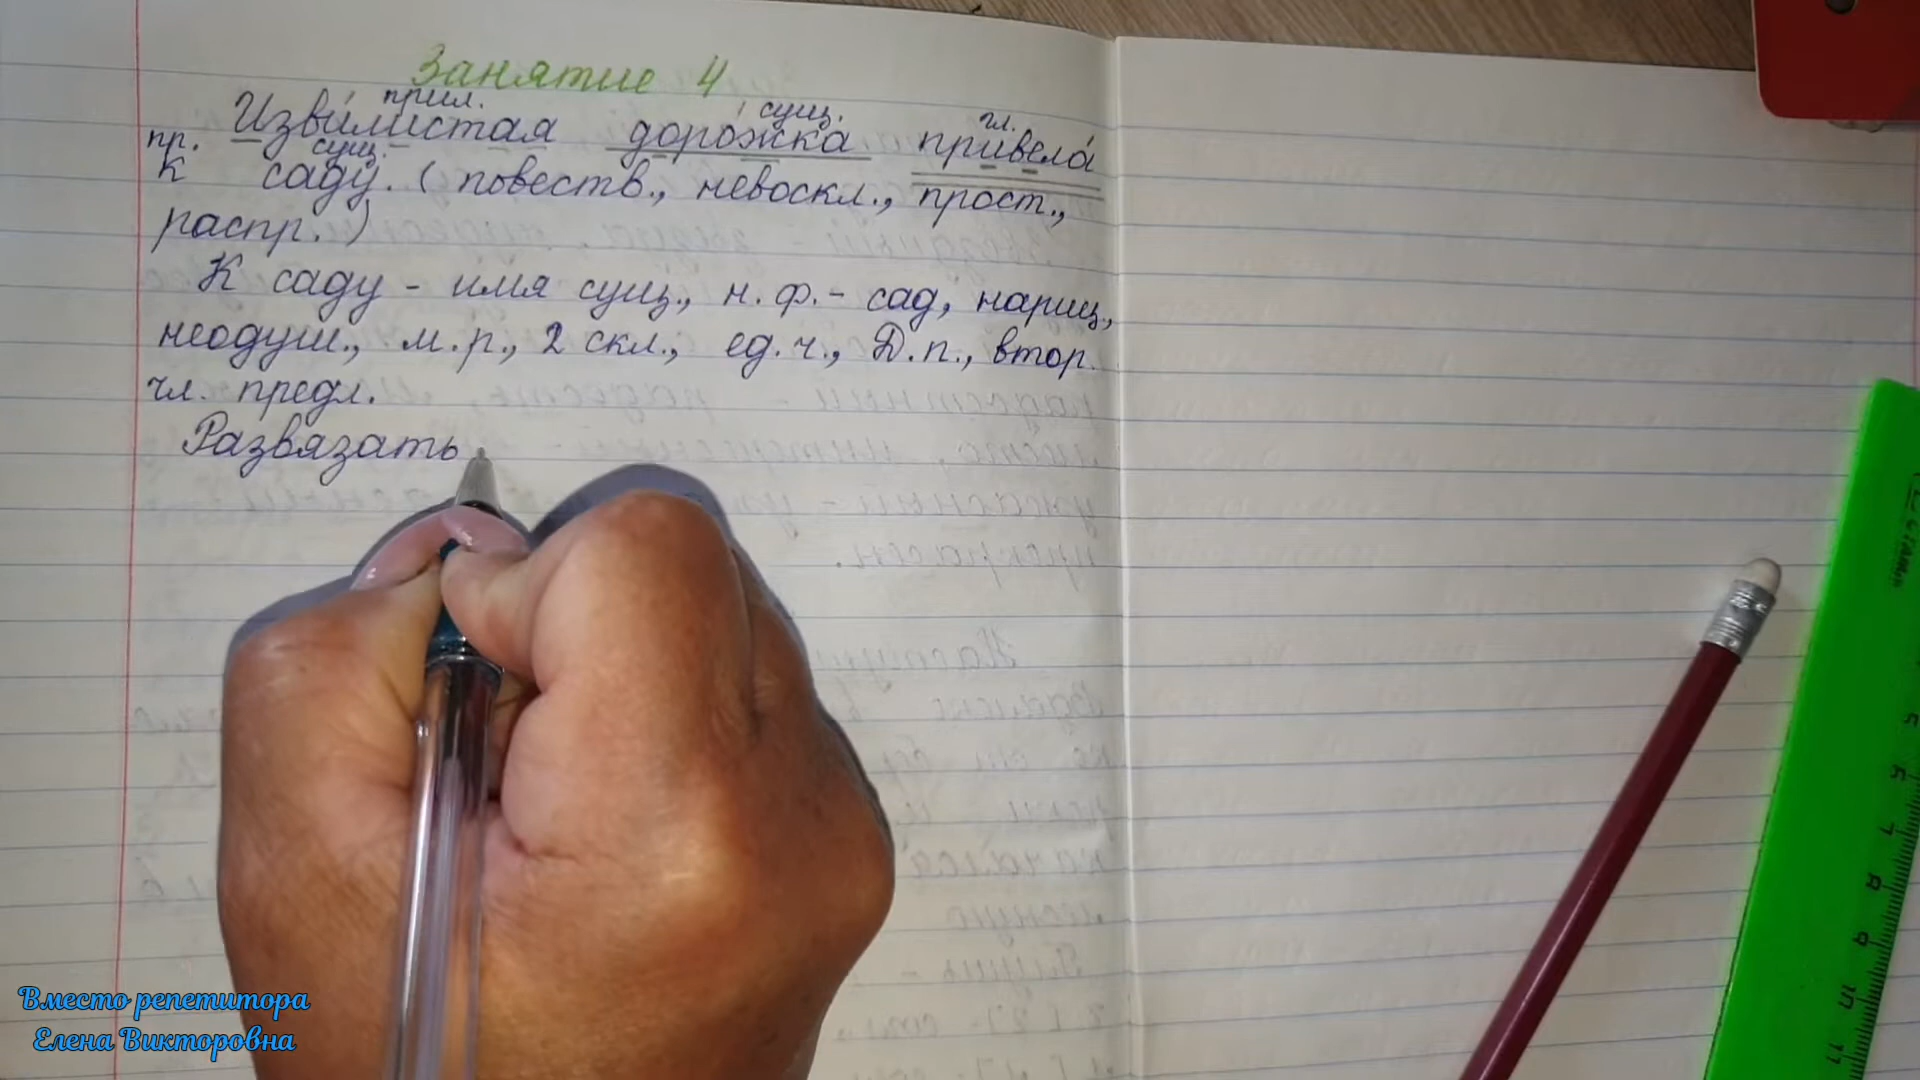 Занятие 4
прил. сущ. гл.
Извилистая дорожка привела
пр. сущ.
к саду. (повеств., невоскл., прост.,
распр.)
К саду - имя сущ., н. ф. - сад, нариц.,
неодуш., м.р., 2 скл., ед. ч., Д. п., втор.
чл. предл.
Развязать
Вместо репетитора
Елена Викторовна